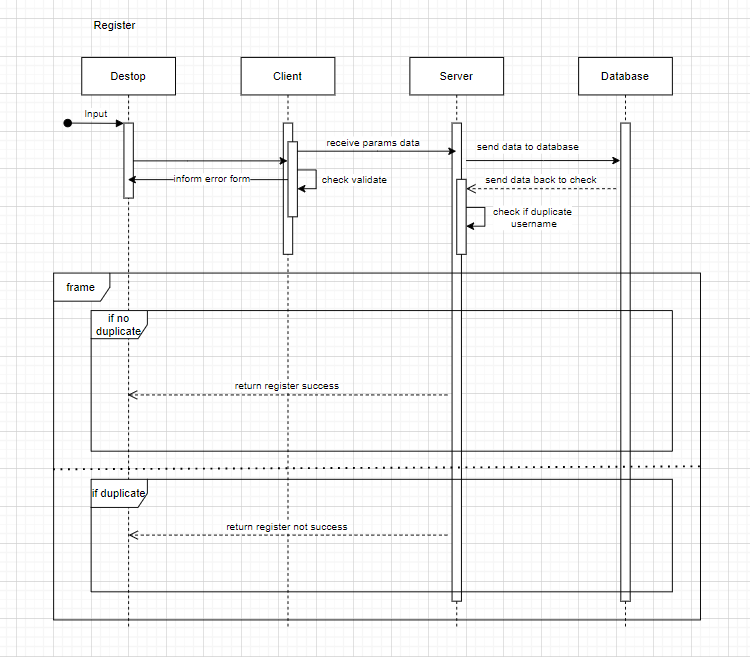 Register
Destop
Client
Server
Database
Input
receive params data
send data to database
inform error form
check validate
send data back to check
check if duplicate
username
frame
if no
duplicate
return register success
if duplicate
return register not success